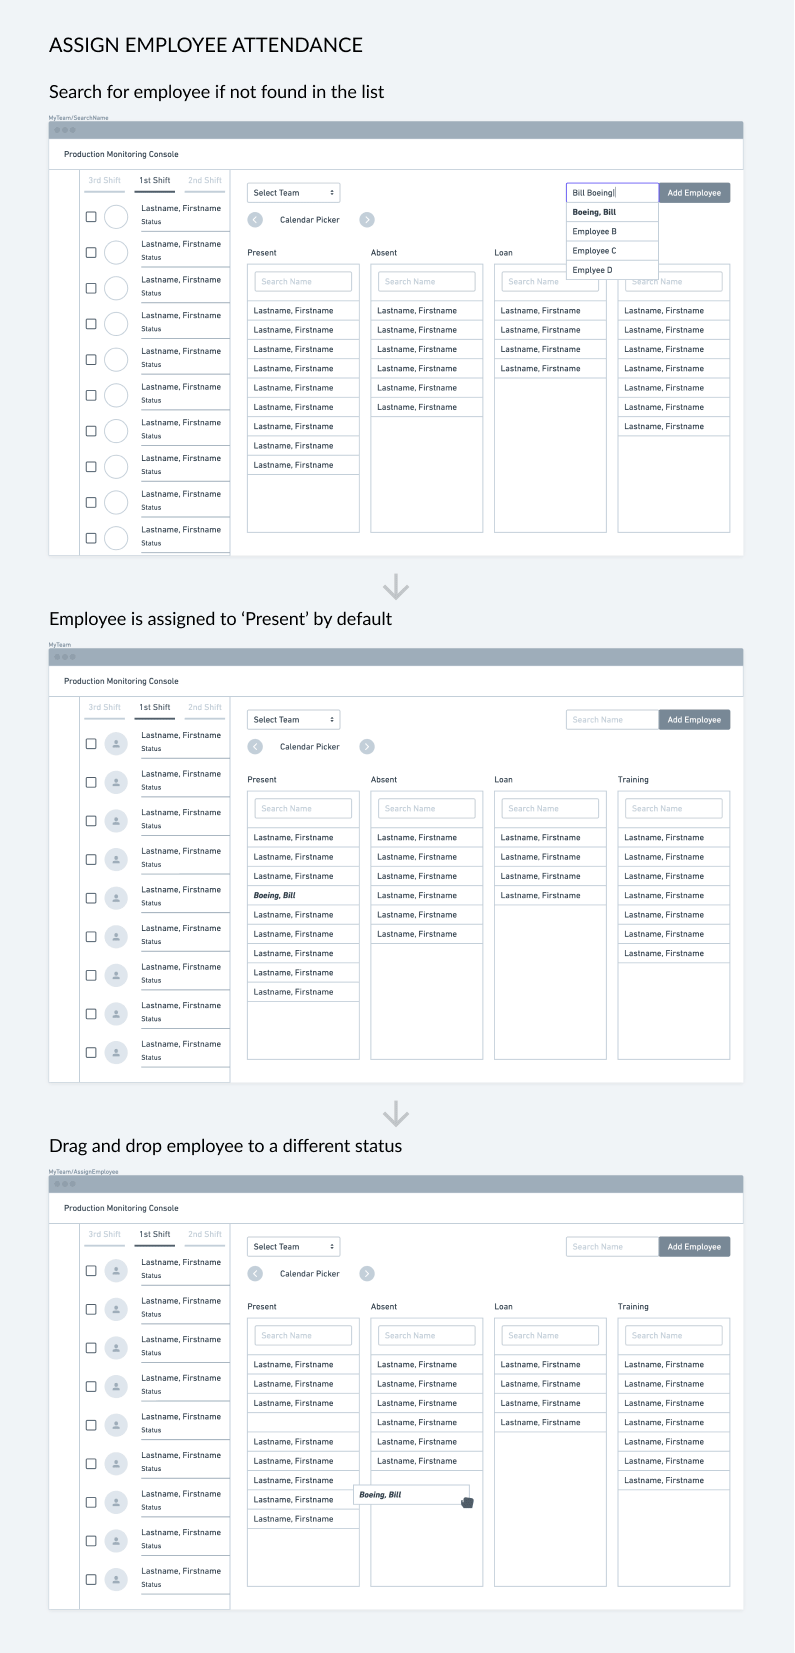 ASSIGN EMPLOYEE ATTENDANCE
Search for employee if not found in the list
MyTeam/SearchName
Production Monitoring Console
3rd Shift 1st Shift 2nd Shift
Lastname, Firstname
Status
Lastname, Firstname
Status
Lastname, Firstname
Status
Lastname, Firstname
Status
Lastname, Firstname
Status
Lastname, Firstname
Status
Lastname, Firstname
Status
Lastname, Firstname
Status
Lastname, Firstname
Status
Lastname, Firstname
Status
Select Team
Bill Boeing
Add Employee
Boeing, Bill
Employee B
Employee C
Emplyee D
Calendar Picker
Present
Search Name
Lastname, Firstname
Lastname, Firstname
Lastname, Firstname
Lastname, Firstname
Lastname, Firstname
Lastname, Firstname
Lastname, Firstname
Lastname, Firstname
Lastname, Firstname
Absent
Search Name
Lastname, Firstname
Lastname, Firstname
Lastname, Firstname
Lastname, Firstname
Lastname, Firstname
Lastname, Firstname
Loan
Search Name
Lastname, Firstname
Lastname, Firstname
Lastname, Firstname
Lastname, Firstname
Search Name
Lastname, Firstname
Lastname, Firstname
Lastname, Firstname
Lastname, Firstname
Lastname, Firstname
Lastname, Firstname
Lastname, Firstname
Employee is assigned to ‘Present’ by default
MyTeam
Production Monitoring Console
3rd Shift 1st Shift 2nd Shift
Lastname, Firstname
Status
Lastname, Firstname
Status
Lastname, Firstname
Status
Lastname, Firstname
Status
Lastname, Firstname
Status
Lastname, Firstname
Status
Lastname, Firstname
Status
Lastname, Firstname
Status
Lastname, Firstname
Status
Select Team
Search Name
Add Employee
Calendar Picker
Present
Search Name
Lastname, Firstname
Lastname, Firstname
Lastname, Firstname
Boeing, Bill
Lastname, Firstname
Lastname, Firstname
Lastname, Firstname
Lastname, Firstname
Lastname, Firstname
Absent
Search Name
Lastname, Firstname
Lastname, Firstname
Lastname, Firstname
Lastname, Firstname
Lastname, Firstname
Lastname, Firstname
Loan
Search Name
Lastname, Firstname
Lastname, Firstname
Lastname, Firstname
Lastname, Firstname
Training
Search Name
Lastname, Firstname
Lastname, Firstname
Lastname, Firstname
Lastname, Firstname
Lastname, Firstname
Lastname, Firstname
Lastname, Firstname
Drag and drop employee to a different status
MyTeam/AssignEmployee
Production Monitoring Console
3rd Shift 1st Shift 2nd Shift
Lastname, Firstname
Status
Lastname, Firstname
Status
Lastname, Firstname
Status
Lastname, Firstname
Status
Lastname, Firstname
Status
Lastname, Firstname
Status
Lastname, Firstname
Status
Lastname, Firstname
Status
Lastname, Firstname
Status
Select Team
Search Name
Add Employee
Calendar Picker
Present
Search Name
Lastname, Firstname
Lastname, Firstname
Lastname, Firstname
Lastname, Firstname
Lastname, Firstname
Lastname, Firstname
Lastname, Firstname
Lastname, Firstname
Absent
Search Name
Lastname, Firstname
Lastname, Firstname
Lastname, Firstname
Lastname, Firstname
Lastname, Firstname
Lastname, Firstname
Boeing, Bill
Loan
Search Name
Lastname, Firstname
Lastname, Firstname
Lastname, Firstname
Lastname, Firstname
Training
Search Name
Lastname, Firstname
Lastname, Firstname
Lastname, Firstname
Lastname, Firstname
Lastname, Firstname
Lastname, Firstname
Lastname, Firstname